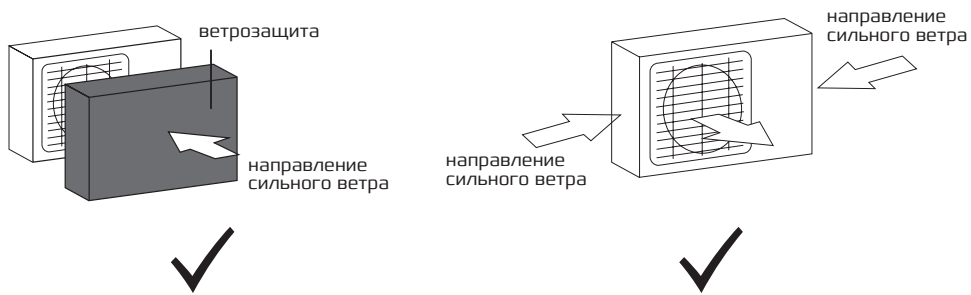 ветрозащита
направление
сильного ветра
направление
сильного ветра
направление
сильного ветра